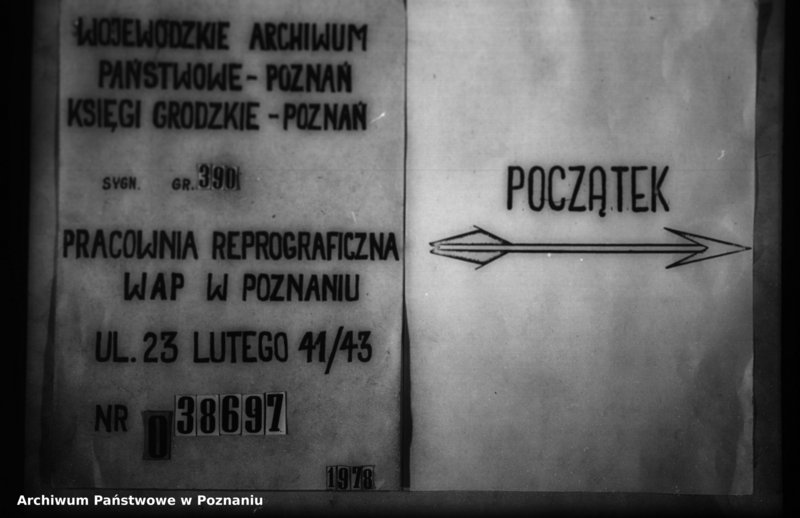 WOJEWÓDZKIE ARCHIWUM
PAŃSTWOWE - POZNAŃ
KSIĘGI GRODZKIE - POZNAŃ
SYGN. GR. 390
PRACOWNIA REPROGRAFICZNA
WAP W POZNANIU
UL. 23 LUTEGO 41/43
NR 0 38697
1978
POCZĄTEK
Archiwum Państwowe w Poznaniu